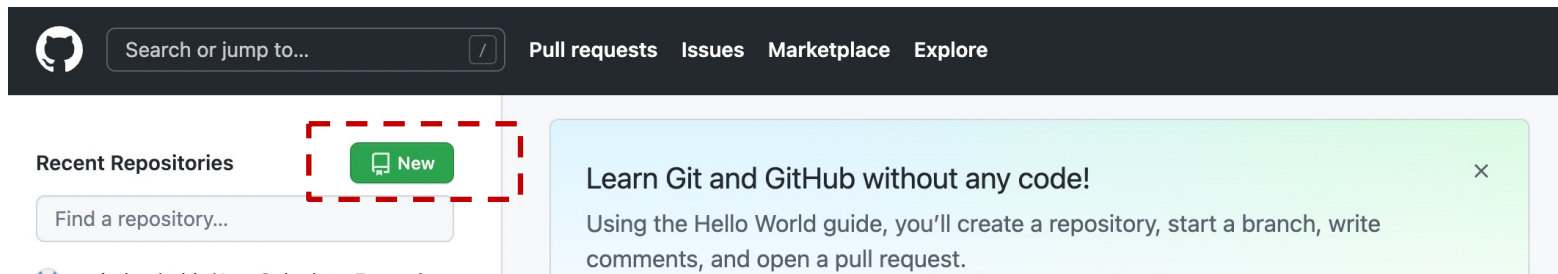 Search or jump to... /
Pull requests Issues Marketplace Explore
Recent Repositories
New
Find a repository...
Learn Git and GitHub without any code!
Using the Hello World guide, you’ll create a repository, start a branch, write
comments, and open a pull request.